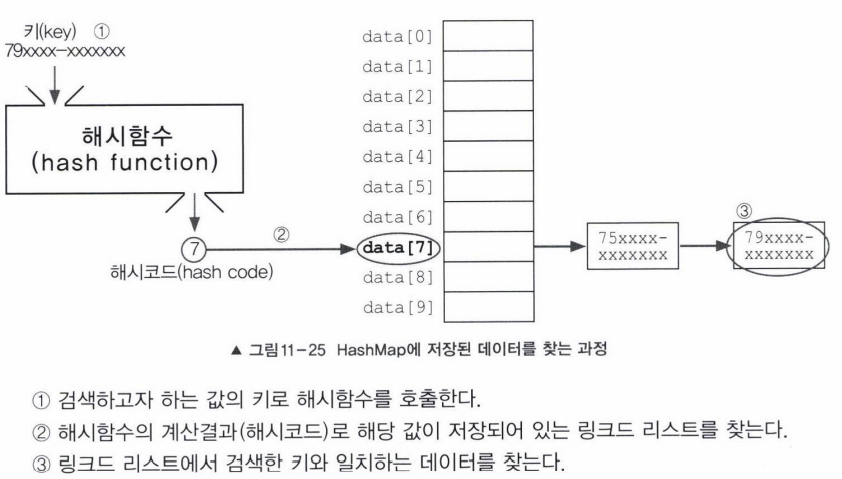 키(key) ①
79xxxx-xxxxxxx
해시함수
(hash function)
②
7
해시코드(hash code)
data[0]
data[1]
data[2]
data[3]
data[4]
data[5]
data[6]
data[7]
data[8]
data[9]
75xxxx-
xxxxxxx
③
79xxxx-
xxxxxxx
▲ 그림11-25 HashMap에 저장된 데이터를 찾는 과정
① 검색하고자 하는 값의 키로 해시함수를 호출한다.
② 해시함수의 계산결과(해시코드)로 해당 값이 저장되어 있는 링크드 리스트를 찾는다.
③ 링크드 리스트에서 검색한 키와 일치하는 데이터를 찾는다.